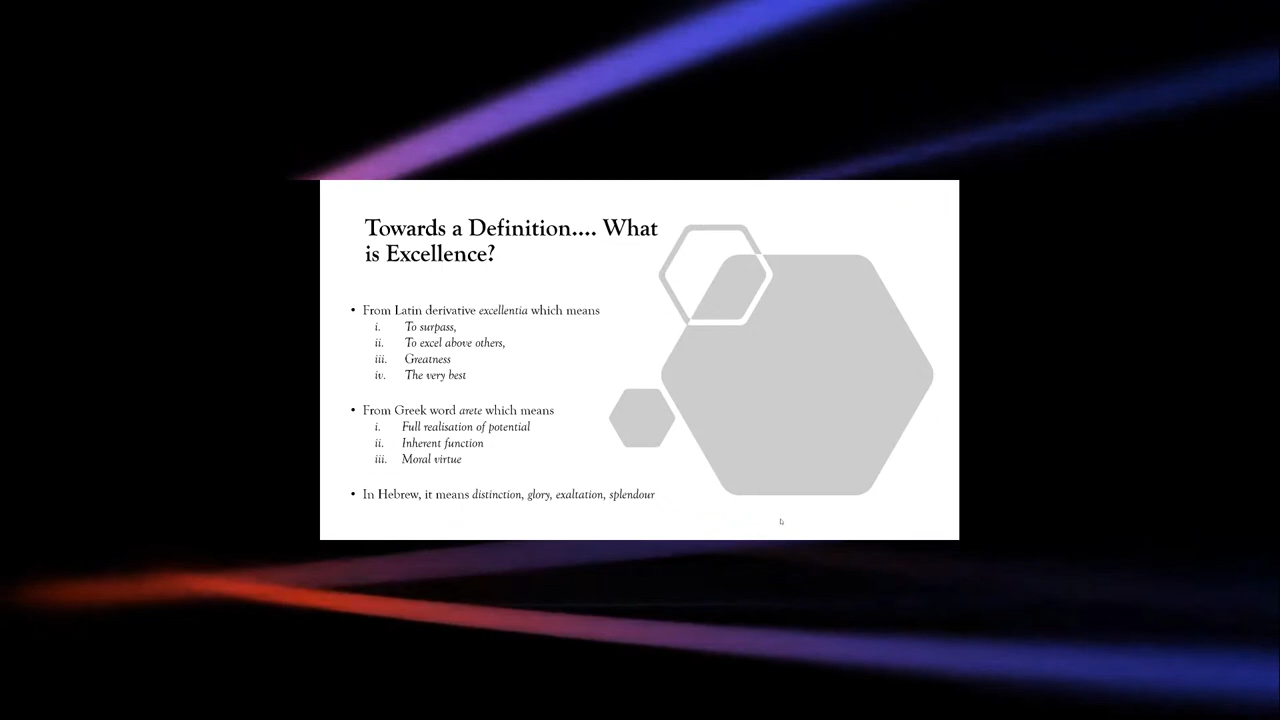 Towards a Definition.... What
is Excellence?
• From Latin derivative excellentia which means
i. To surpass,
ii. To excel above others,
iii. Greatness
iv. The very best
• From Greek word arete which means
i. Full realisation of potential
ii. Inherent function
iii. Moral virtue
• In Hebrew, it means distinction, glory, exaltation, splendour